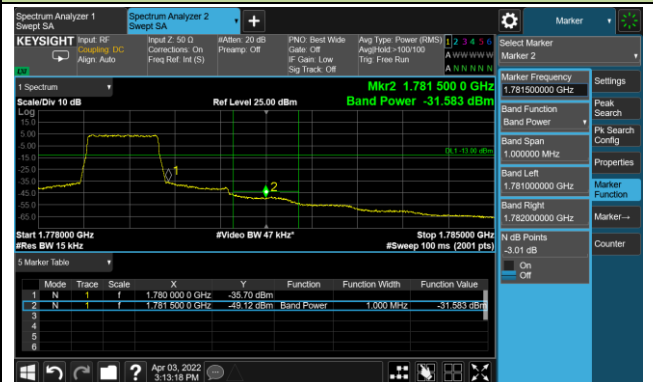 Spectrum Analyzer 1
Swept SA
Spectrum Analyzer 2
Swept SA
+
Marker
KEYSIGHT
Input: RF
Coupling: DC
Align: Auto
Input Z: 50 Ω
Corrections: On
Freq Ref: Int (S)
#Atten: 20 dB
Preamp: Off
PNO: Best Wide
Gate: Off
IF Gain: Low
Sig Track: Off
Avg Type: Power (RMS)
Avg|Hold:>100/100
Trig: Free Run
1 2 3 4 5 6
A W W W W W
A N N N N N
LXI
1 Spectrum
Scale/Div 10 dB
Ref Level 25.00 dBm
Mkr2 1.781 500 0 GHz
Band Power -31.583 dBm
Log
15.0
5.00
-5.00
-15.0
-25.0
-35.0
-45.0
-55.0
-65.0
DL1 -13.00 dBm
1
2
Start 1.778000 GHz
#Res BW 15 kHz
#Video BW 47 kHz*
Stop 1.785000 GHz
#Sweep 100 ms (2001 pts)
5 Marker Table
Mode Trace Scale X Y Function Function Width Function Value
1 N 1 f 1.780 000 0 GHz -35.70 dBm
2 N 1 f 1.781 500 0 GHz -49.12 dBm Band Power 1.000 MHz -31.583 dBm
3
4
5
6
Select Marker
Marker 2
Marker Frequency
1.781500000 GHz
Band Function
Band Power
Band Span
1.000000 MHz
Band Left
1.781000000 GHz
Band Right
1.782000000 GHz
N dB Points
-3.01 dB
On
Off
Settings
Peak
Search
Pk Search
Config
Properties
Marker
Function
Marker→
Counter
?
Apr 03, 2022
3:13:18 PM